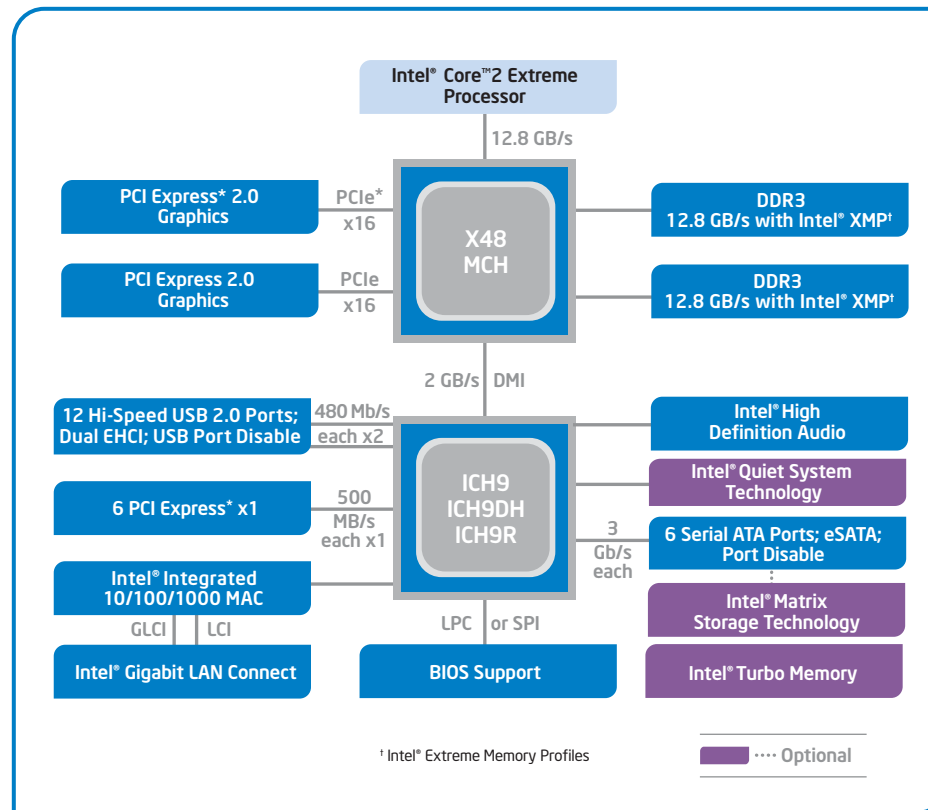 Intel® Core™2 Extreme
Processor
12.8 GB/s
PCI Express* 2.0
Graphics
PCIe*
x16
X48
MCH
DDR3
12.8 GB/s with Intel® XMP†
PCI Express 2.0
Graphics
PCIe
x16
DDR3
12.8 GB/s with Intel® XMP†
2 GB/s DMI
12 Hi-Speed USB 2.0 Ports;
Dual EHCI; USB Port Disable
480 Mb/s
each x2
Intel® High
Definition Audio
ICH9
ICH9DH
ICH9R
Intel® Quiet System
Technology
6 PCI Express* x1
500
MB/s
each x1
3
Gb/s
each
6 Serial ATA Ports; eSATA;
Port Disable
Intel® Integrated
10/100/1000 MAC
Intel® Matrix
Storage Technology
GLCI LCI
LPC or SPI
Intel® Gigabit LAN Connect
BIOS Support
Intel® Turbo Memory
† Intel® Extreme Memory Profiles
Optional